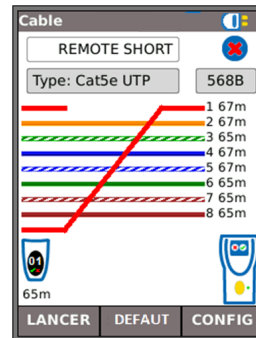 Cable
REMOTE SHORT
Type: Cat5e UTP 568B
1 67m
2 67m
3 65m
4 67m
5 67m
6 65m
7 65m
8 65m
01
65m
LANCER DEFAUT CONFIG